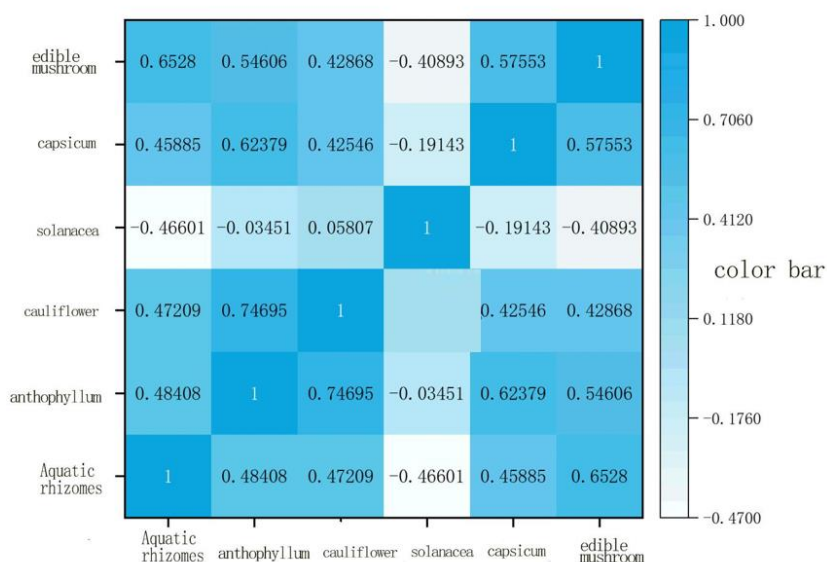 edible
mushroom
0.6528 0.54606 0.42868 -0.40893 0.57553 1
capsicum
0.45885 0.62379 0.42546 -0.19143 1 0.57553
solanacea
-0.46601 -0.03451 0.05807 1 -0.19143 -0.40893
cauliflower
0.47209 0.74695 1 0.42546 0.42868
anthophyllum
0.48408 1 0.74695 -0.03451 0.62379 0.54606
Aquatic
rhizomes
1 0.48408 0.47209 -0.46601 0.45885 0.6528
Aquatic
rhizomes
anthophyllum
cauliflower
solanacea
capsicum
edible
mushroom
1.000
0.7060
0.4120
0.1180
-0.1760
-0.4700
color bar